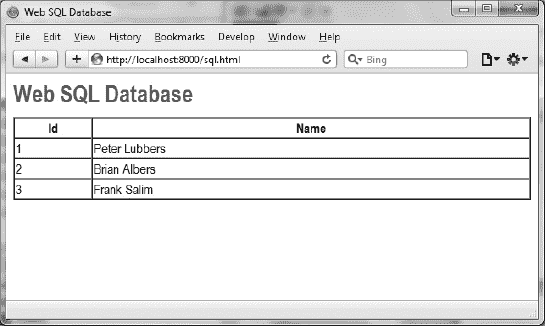 Web SQL Database
File Edit View History Bookmarks Develop Window Help
http://localhost:8000/sql.html Bing
Web SQL Database
Id Name
1 Peter Lubbers
2 Brian Albers
3 Frank Salim